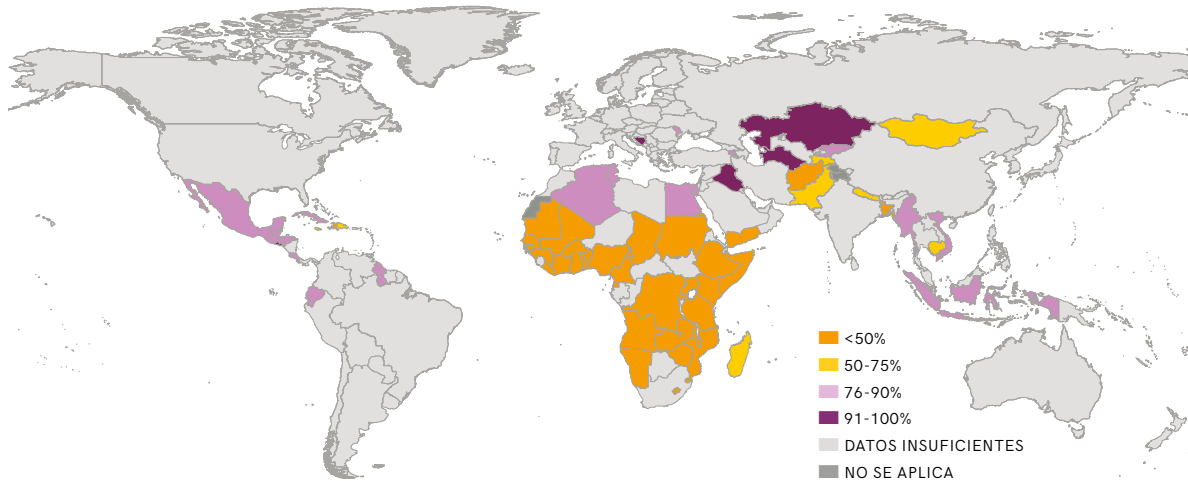 <50%
50-75%
76-90%
91-100%
DATOS INSUFICIENTES
NO SE APLICA